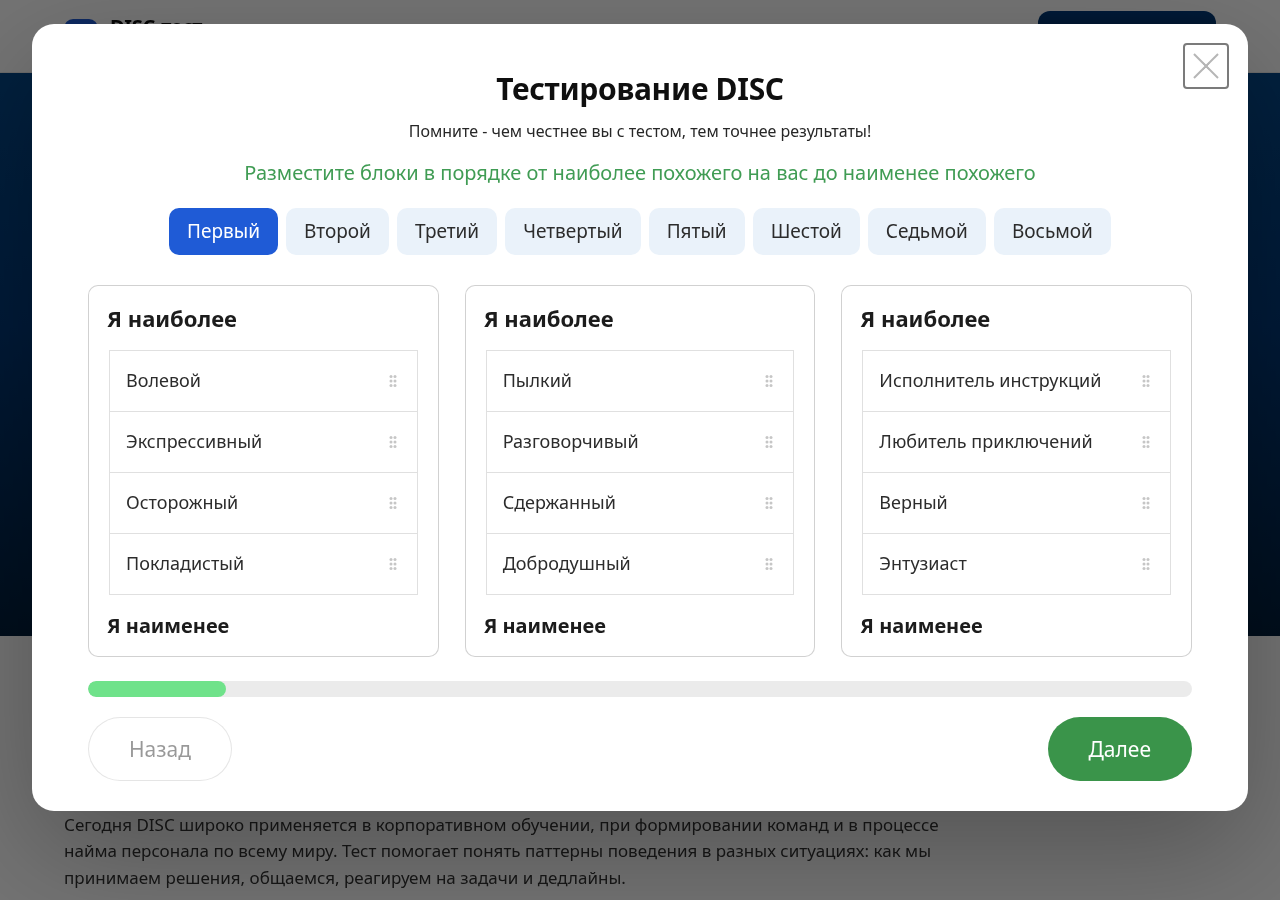 DISC тест
Тестирование DISC
Помните - чем честнее вы с тестом, тем точнее результаты!
Разместите блоки в порядке от наиболее похожего на вас до наименее похожего
Первый Второй Третий Четвертый Пятый Шестой Седьмой Восьмой
Я наиболее
Волевой
Экспрессивный
Осторожный
Покладистый
Я наименее
Я наиболее
Пылкий
Разговорчивый
Сдержанный
Добродушный
Я наименее
Я наиболее
Исполнитель инструкций
Любитель приключений
Верный
Энтузиаст
Я наименее
Назад
Далее
Сегодня DISC широко применяется в корпоративном обучении, при формировании команд и в процессе
найма персонала по всему миру. Тест помогает понять паттерны поведения в разных ситуациях: как мы
принимаем решения, общаемся, реагируем на задачи и дедлайны.